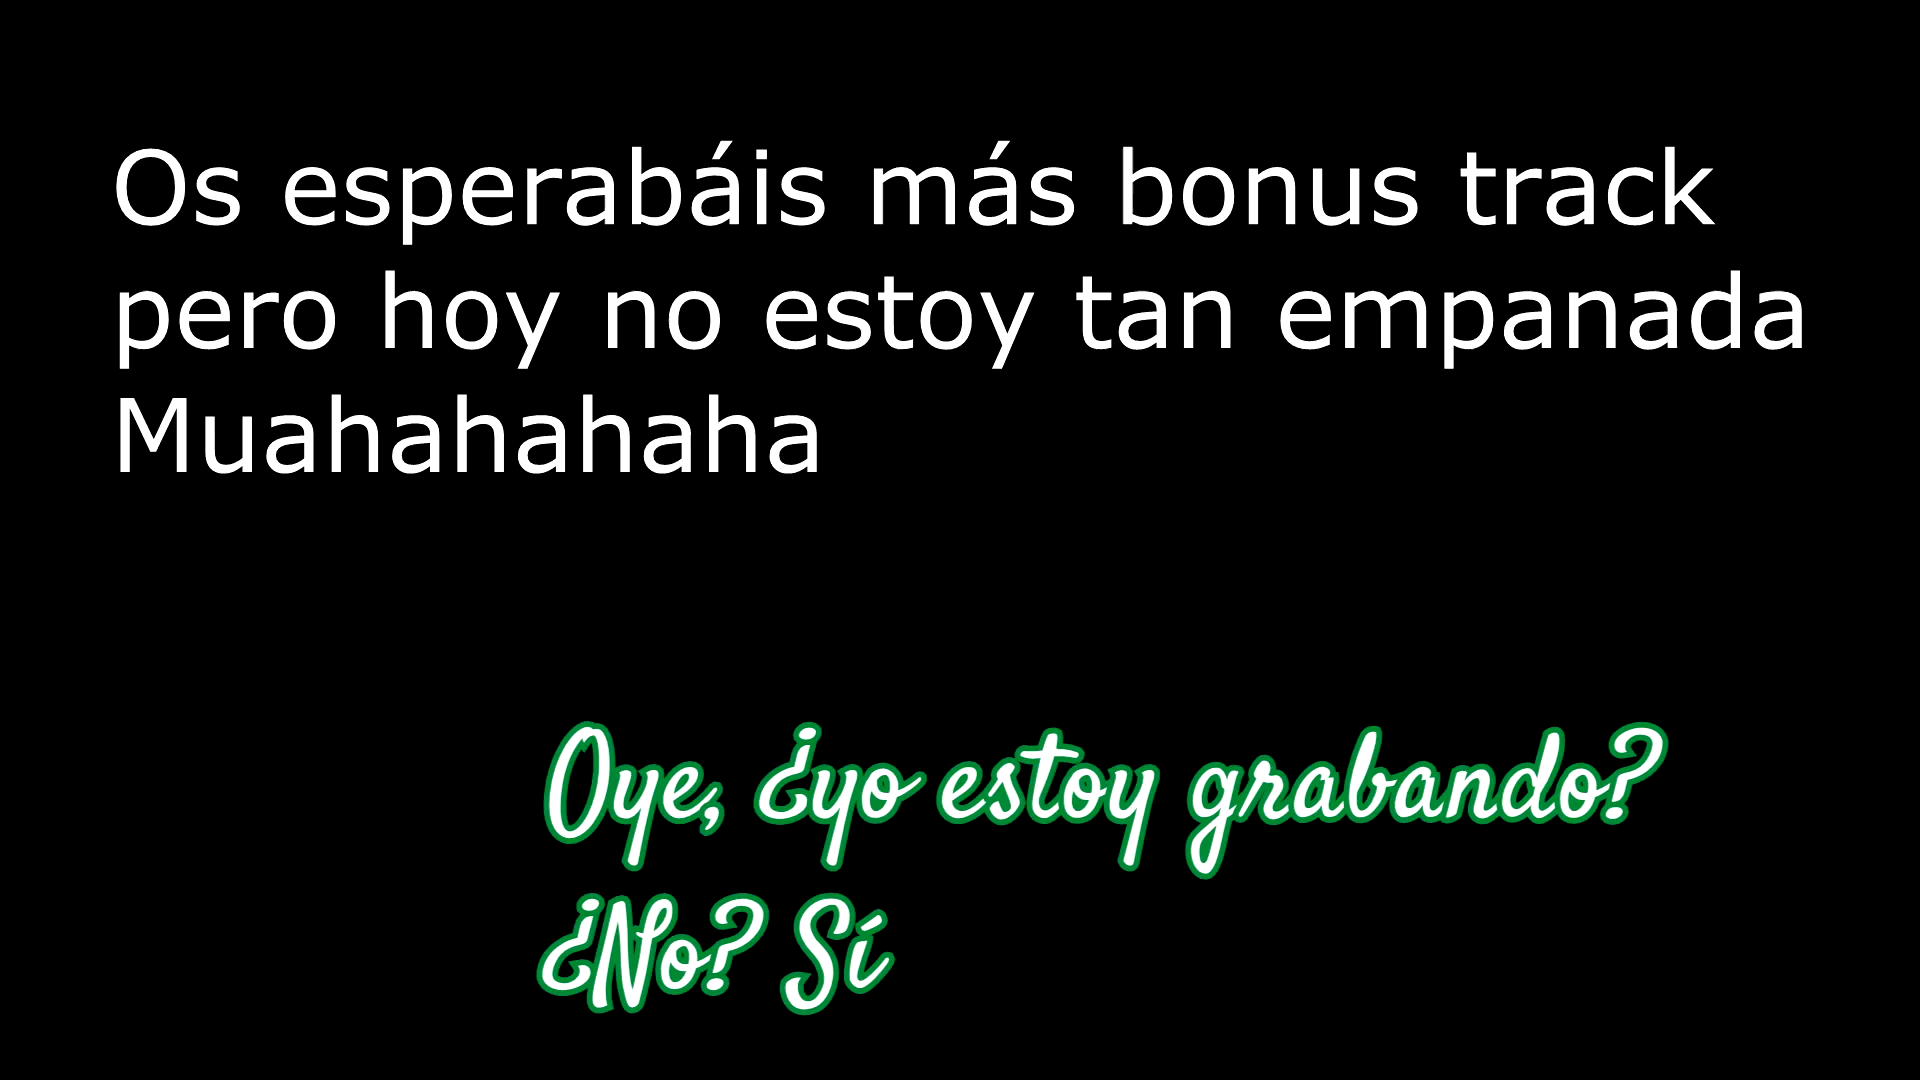 Os esperabáis más bonus track
pero hoy no estoy tan empanada
Muahahahaha
Oye, ¿yo estoy grabando?
¿No? Sí